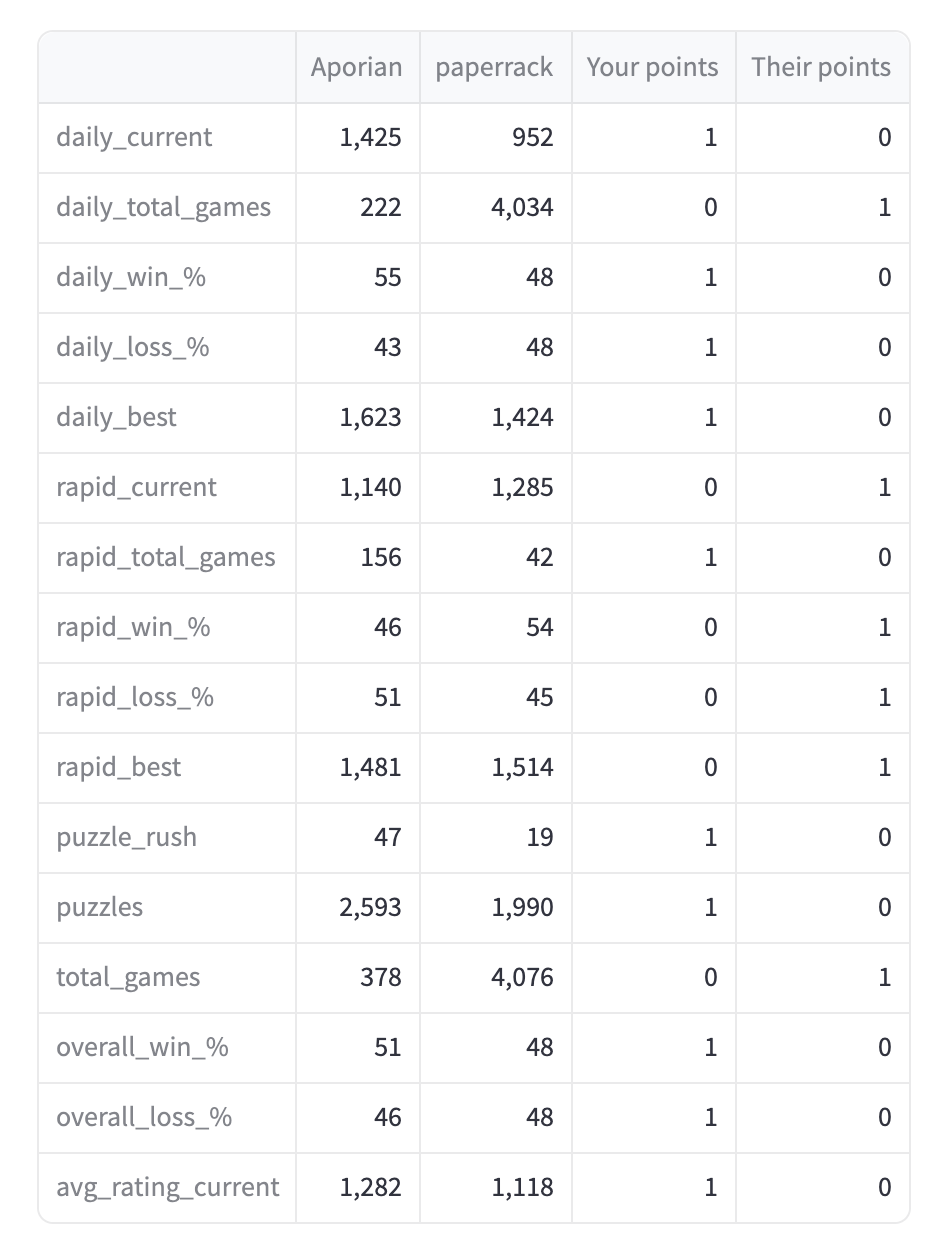 Aporian paperrack Your points Their points
daily_current 1,425 952 1 0
daily_total_games 222 4,034 0 1
daily_win_% 55 48 1 0
daily_loss_% 43 48 1 0
daily_best 1,623 1,424 1 0
rapid_current 1,140 1,285 0 1
rapid_total_games 156 42 1 0
rapid_win_% 46 54 0 1
rapid_loss_% 51 45 0 1
rapid_best 1,481 1,514 0 1
puzzle_rush 47 19 1 0
puzzles 2,593 1,990 1 0
total_games 378 4,076 0 1
overall_win_% 51 48 1 0
overall_loss_% 46 48 1 0
avg_rating_current 1,282 1,118 1 0